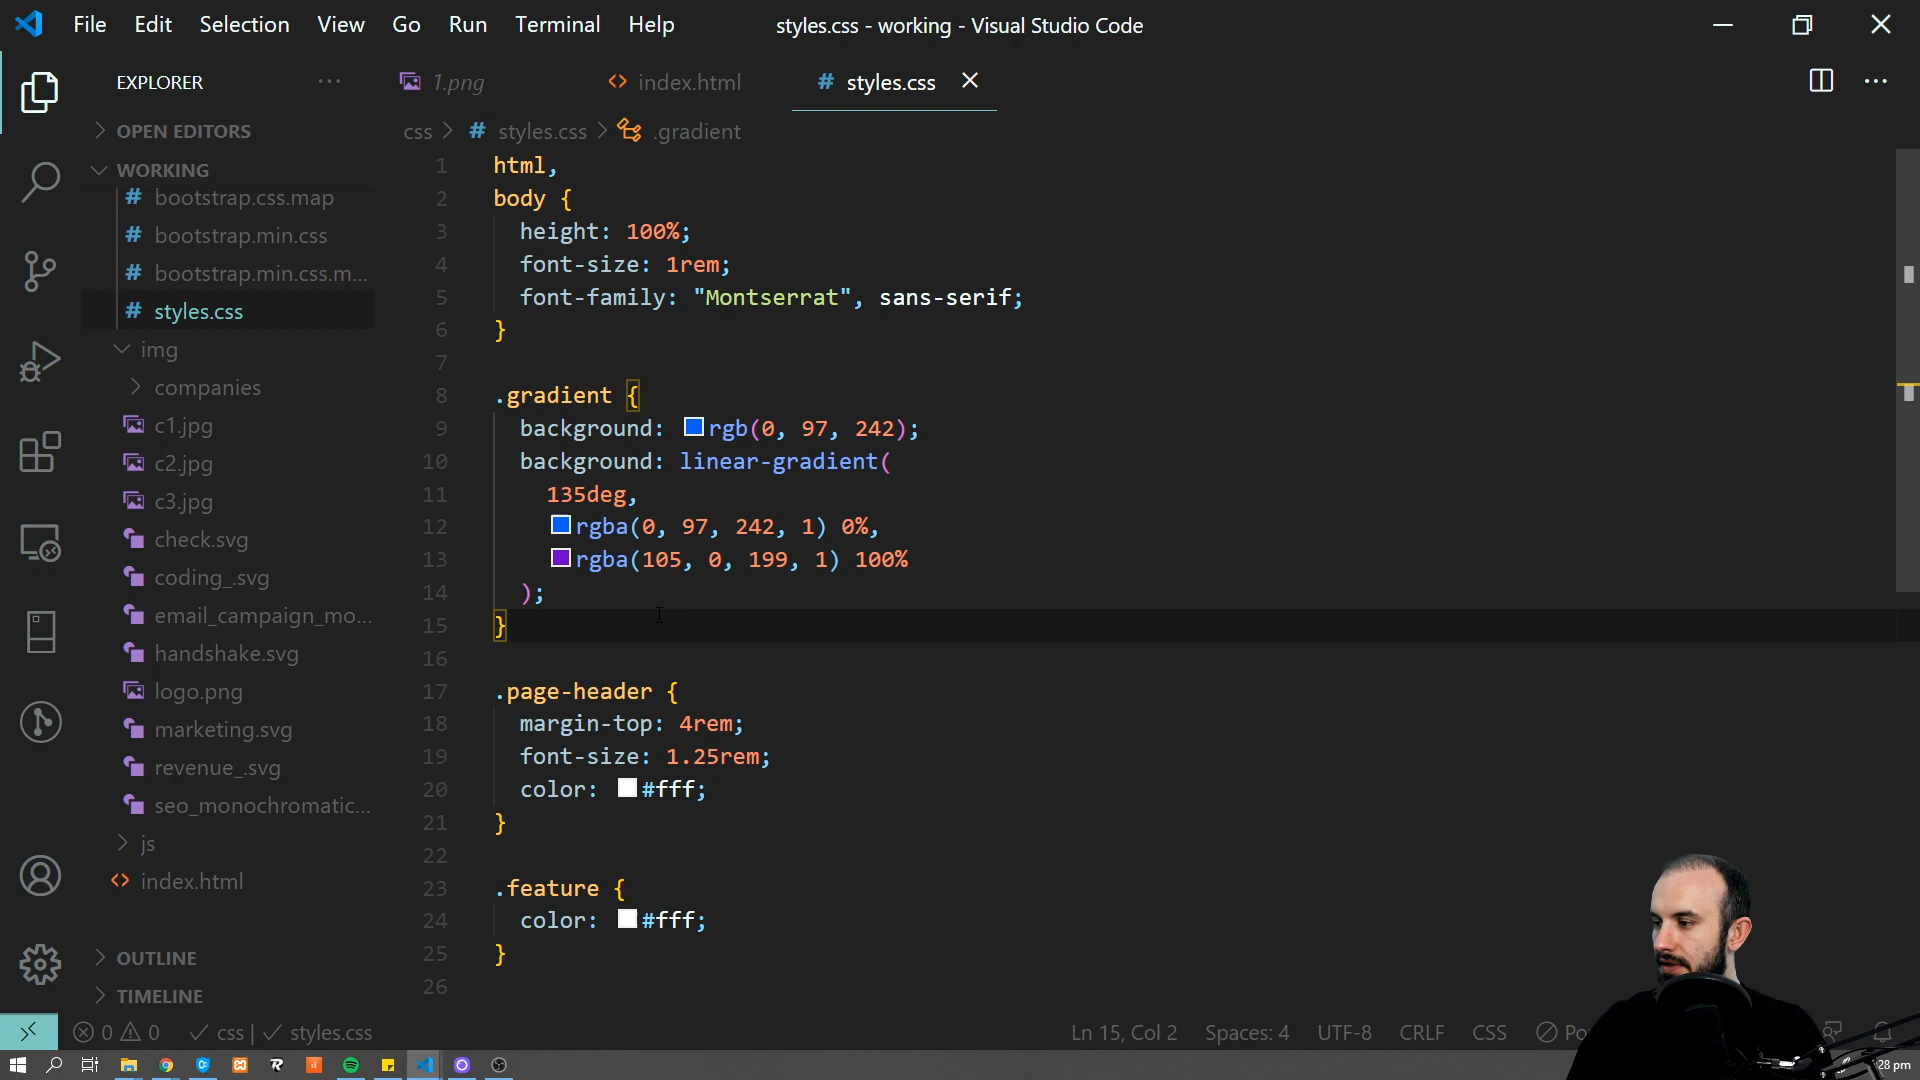 File Edit Selection View Go Run Terminal Help styles.css - working - Visual Studio Code
EXPLORER
1.png
index.html
# styles.css
OPEN EDITORS
css > # styles.css > .gradient
WORKING
# bootstrap.css.map
# bootstrap.min.css
# bootstrap.min.css.m...
# styles.css
img
companies
c1.jpg
c2.jpg
c3.jpg
check.svg
coding_.svg
email_campaign_mo...
handshake.svg
logo.png
marketing.svg
revenue_.svg
seo_monochromatic...
js
index.html
OUTLINE
TIMELINE
1 html,
2 body {
3 height: 100%;
4 font-size: 1rem;
5 font-family: "Montserrat", sans-serif;
6 }
7
8 .gradient {
9 background: rgb(0, 97, 242);
10 background: linear-gradient(
11 135deg,
12 rgba(0, 97, 242, 1) 0%,
13 rgba(105, 0, 199, 1) 100%
14 );
15 }
16
17 .page-header {
18 margin-top: 4rem;
19 font-size: 1.25rem;
20 color: #fff;
21 }
22
23 .feature {
24 color: #fff;
25 }
26
0 0 css | styles.css Ln 15, Col 2 Spaces: 4 UTF-8 CRLF CSS
28 pm